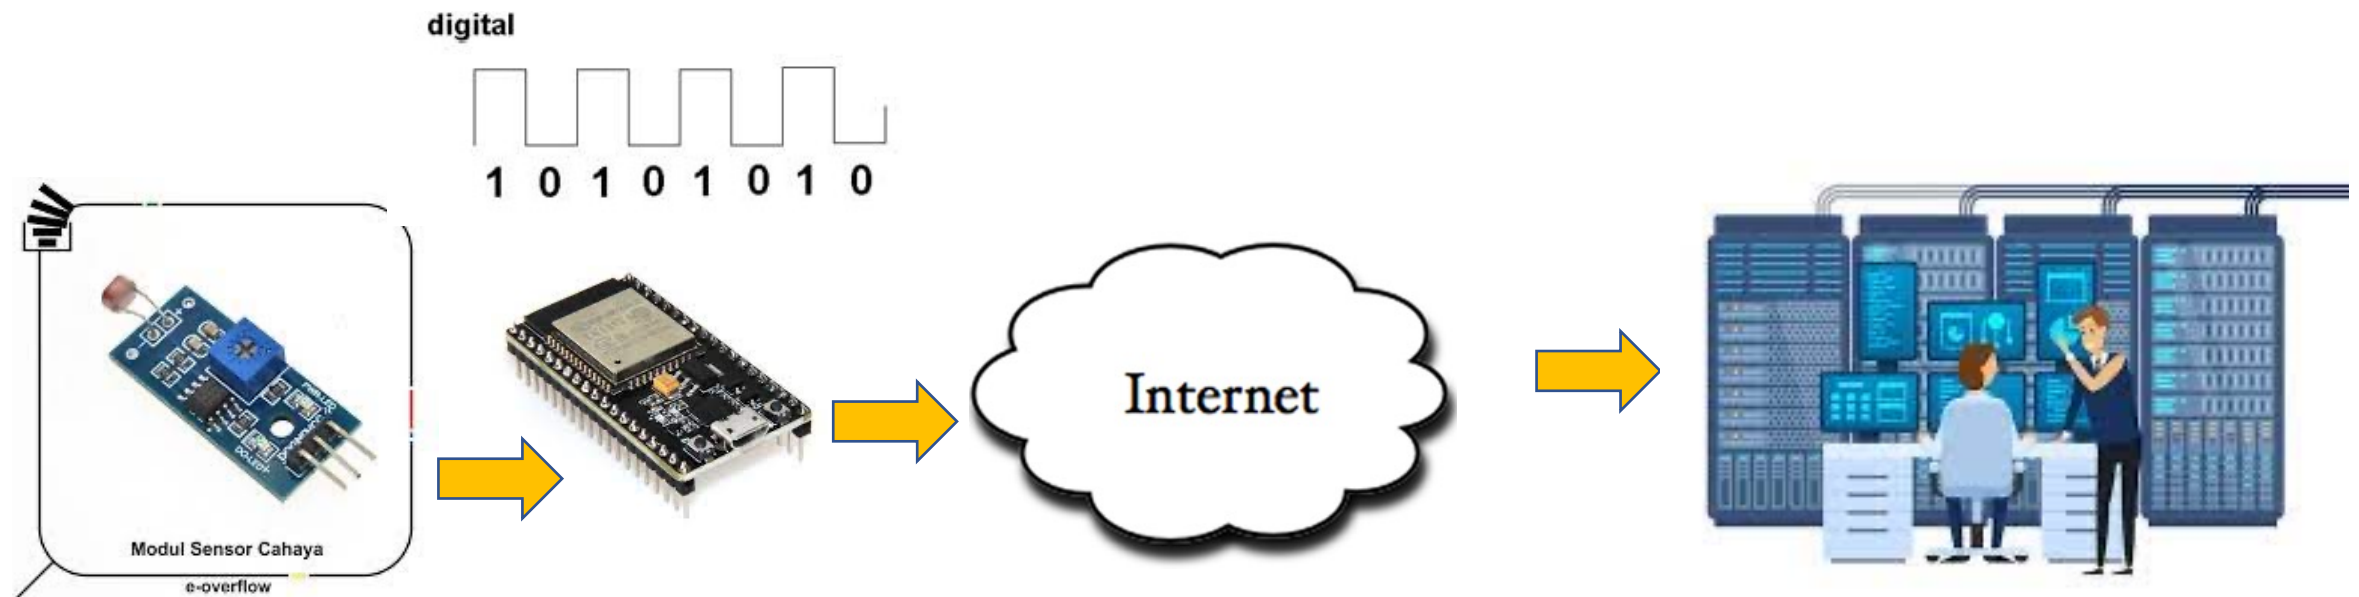 digital
1 0 1 0 1 0 1 0
Modul Sensor Cahaya
e-overflow
Internet